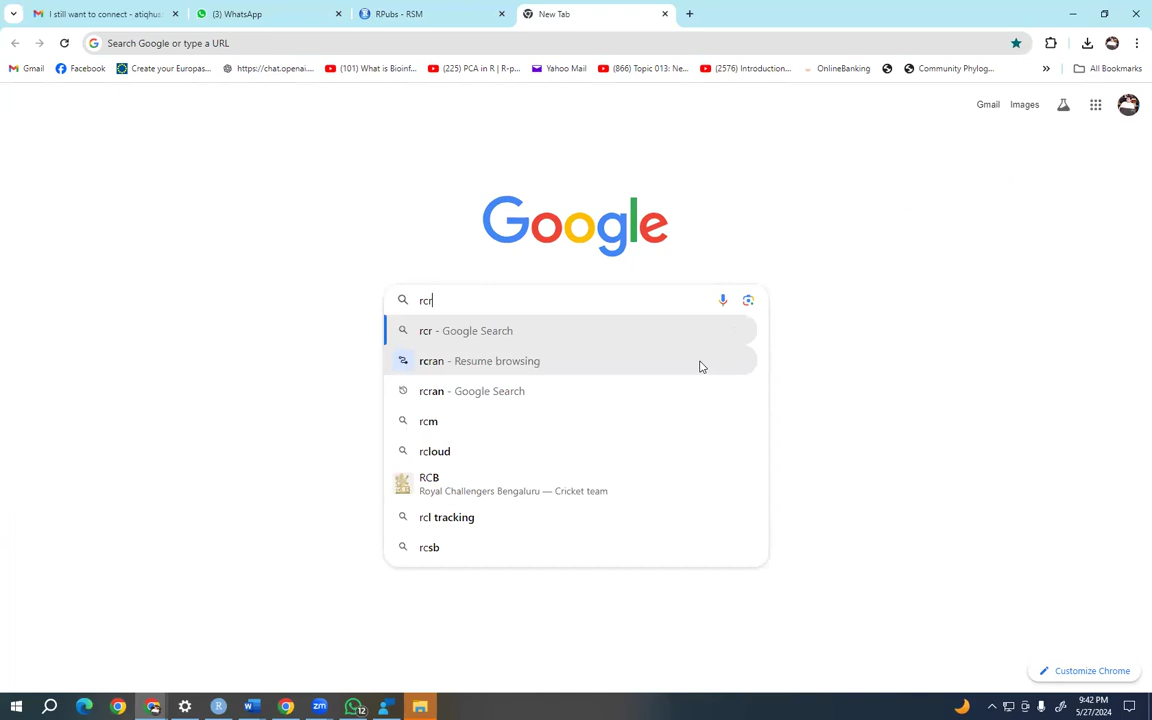 I still want to connect - atiqhus
(3) WhatsApp
RPubs - RSM
New Tab
Search Google or type a URL
Gmail
Facebook
Create your Europas...
https://chat.openai....
(101) What is Bioinf...
(225) PCA in R | R-p...
Yahoo Mail
(866) Topic 013: Ne...
(2576) Introduction...
OnlineBanking
Community Phylog...
All Bookmarks
Gmail Images
Google
rcr
rcr - Google Search
rcran - Resume browsing
rcran - Google Search
rcm
rcloud
RCB
Royal Challengers Bengaluru — Cricket team
rcl tracking
rcsb
Customize Chrome
12
9:42 PM
5/27/2024